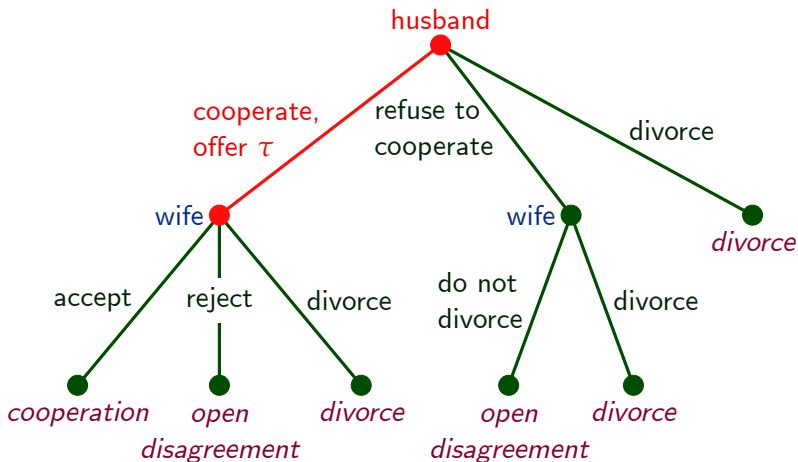 husband
cooperate,
offer τ
refuse to
cooperate
divorce
wife
wife
divorce
accept
reject
divorce
do not
divorce
divorce
cooperation
open
disagreement
divorce
open
disagreement
divorce